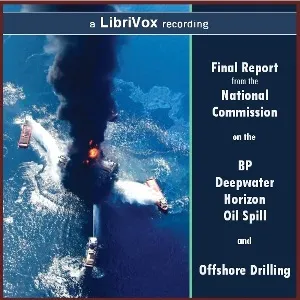 a LibriVox recording
Final Report
from the
National
Commission
on the
BP
Deepwater
Horizon
Oil Spill
and
Offshore Drilling